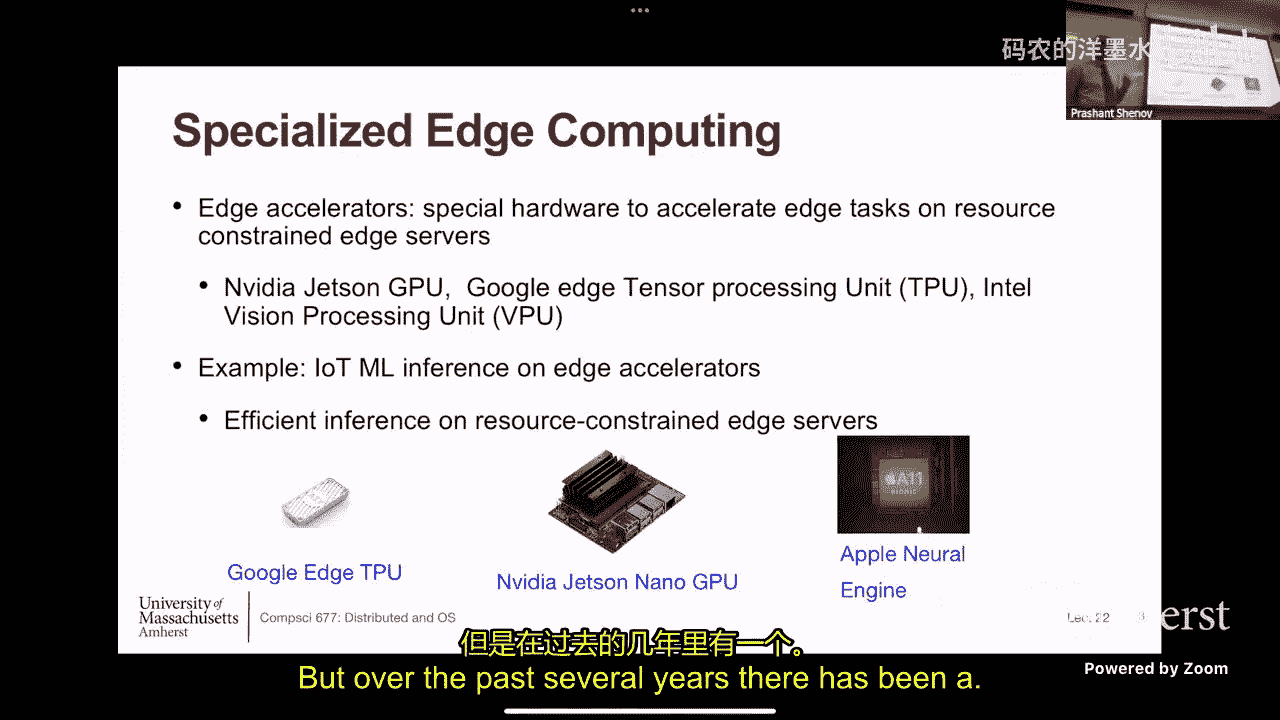 码农的洋墨水
Prashant Shenoy
Specialized Edge Computing
• Edge accelerators: special hardware to accelerate edge tasks on resource
constrained edge servers
• Nvidia Jetson GPU, Google edge Tensor processing Unit (TPU), Intel
Vision Processing Unit (VPU)
• Example: IoT ML inference on edge accelerators
• Efficient inference on resource-constrained edge servers
A11
BIONIC
Google Edge TPU
Nvidia Jetson Nano GPU
Apple Neural
Engine
University of
Massachusetts
Amherst
Compsci 677: Distributed and OS
Lec. 22
erst
但是在过去的几年里有一个。
But over the past several years there has been a.
Powered by Zoom